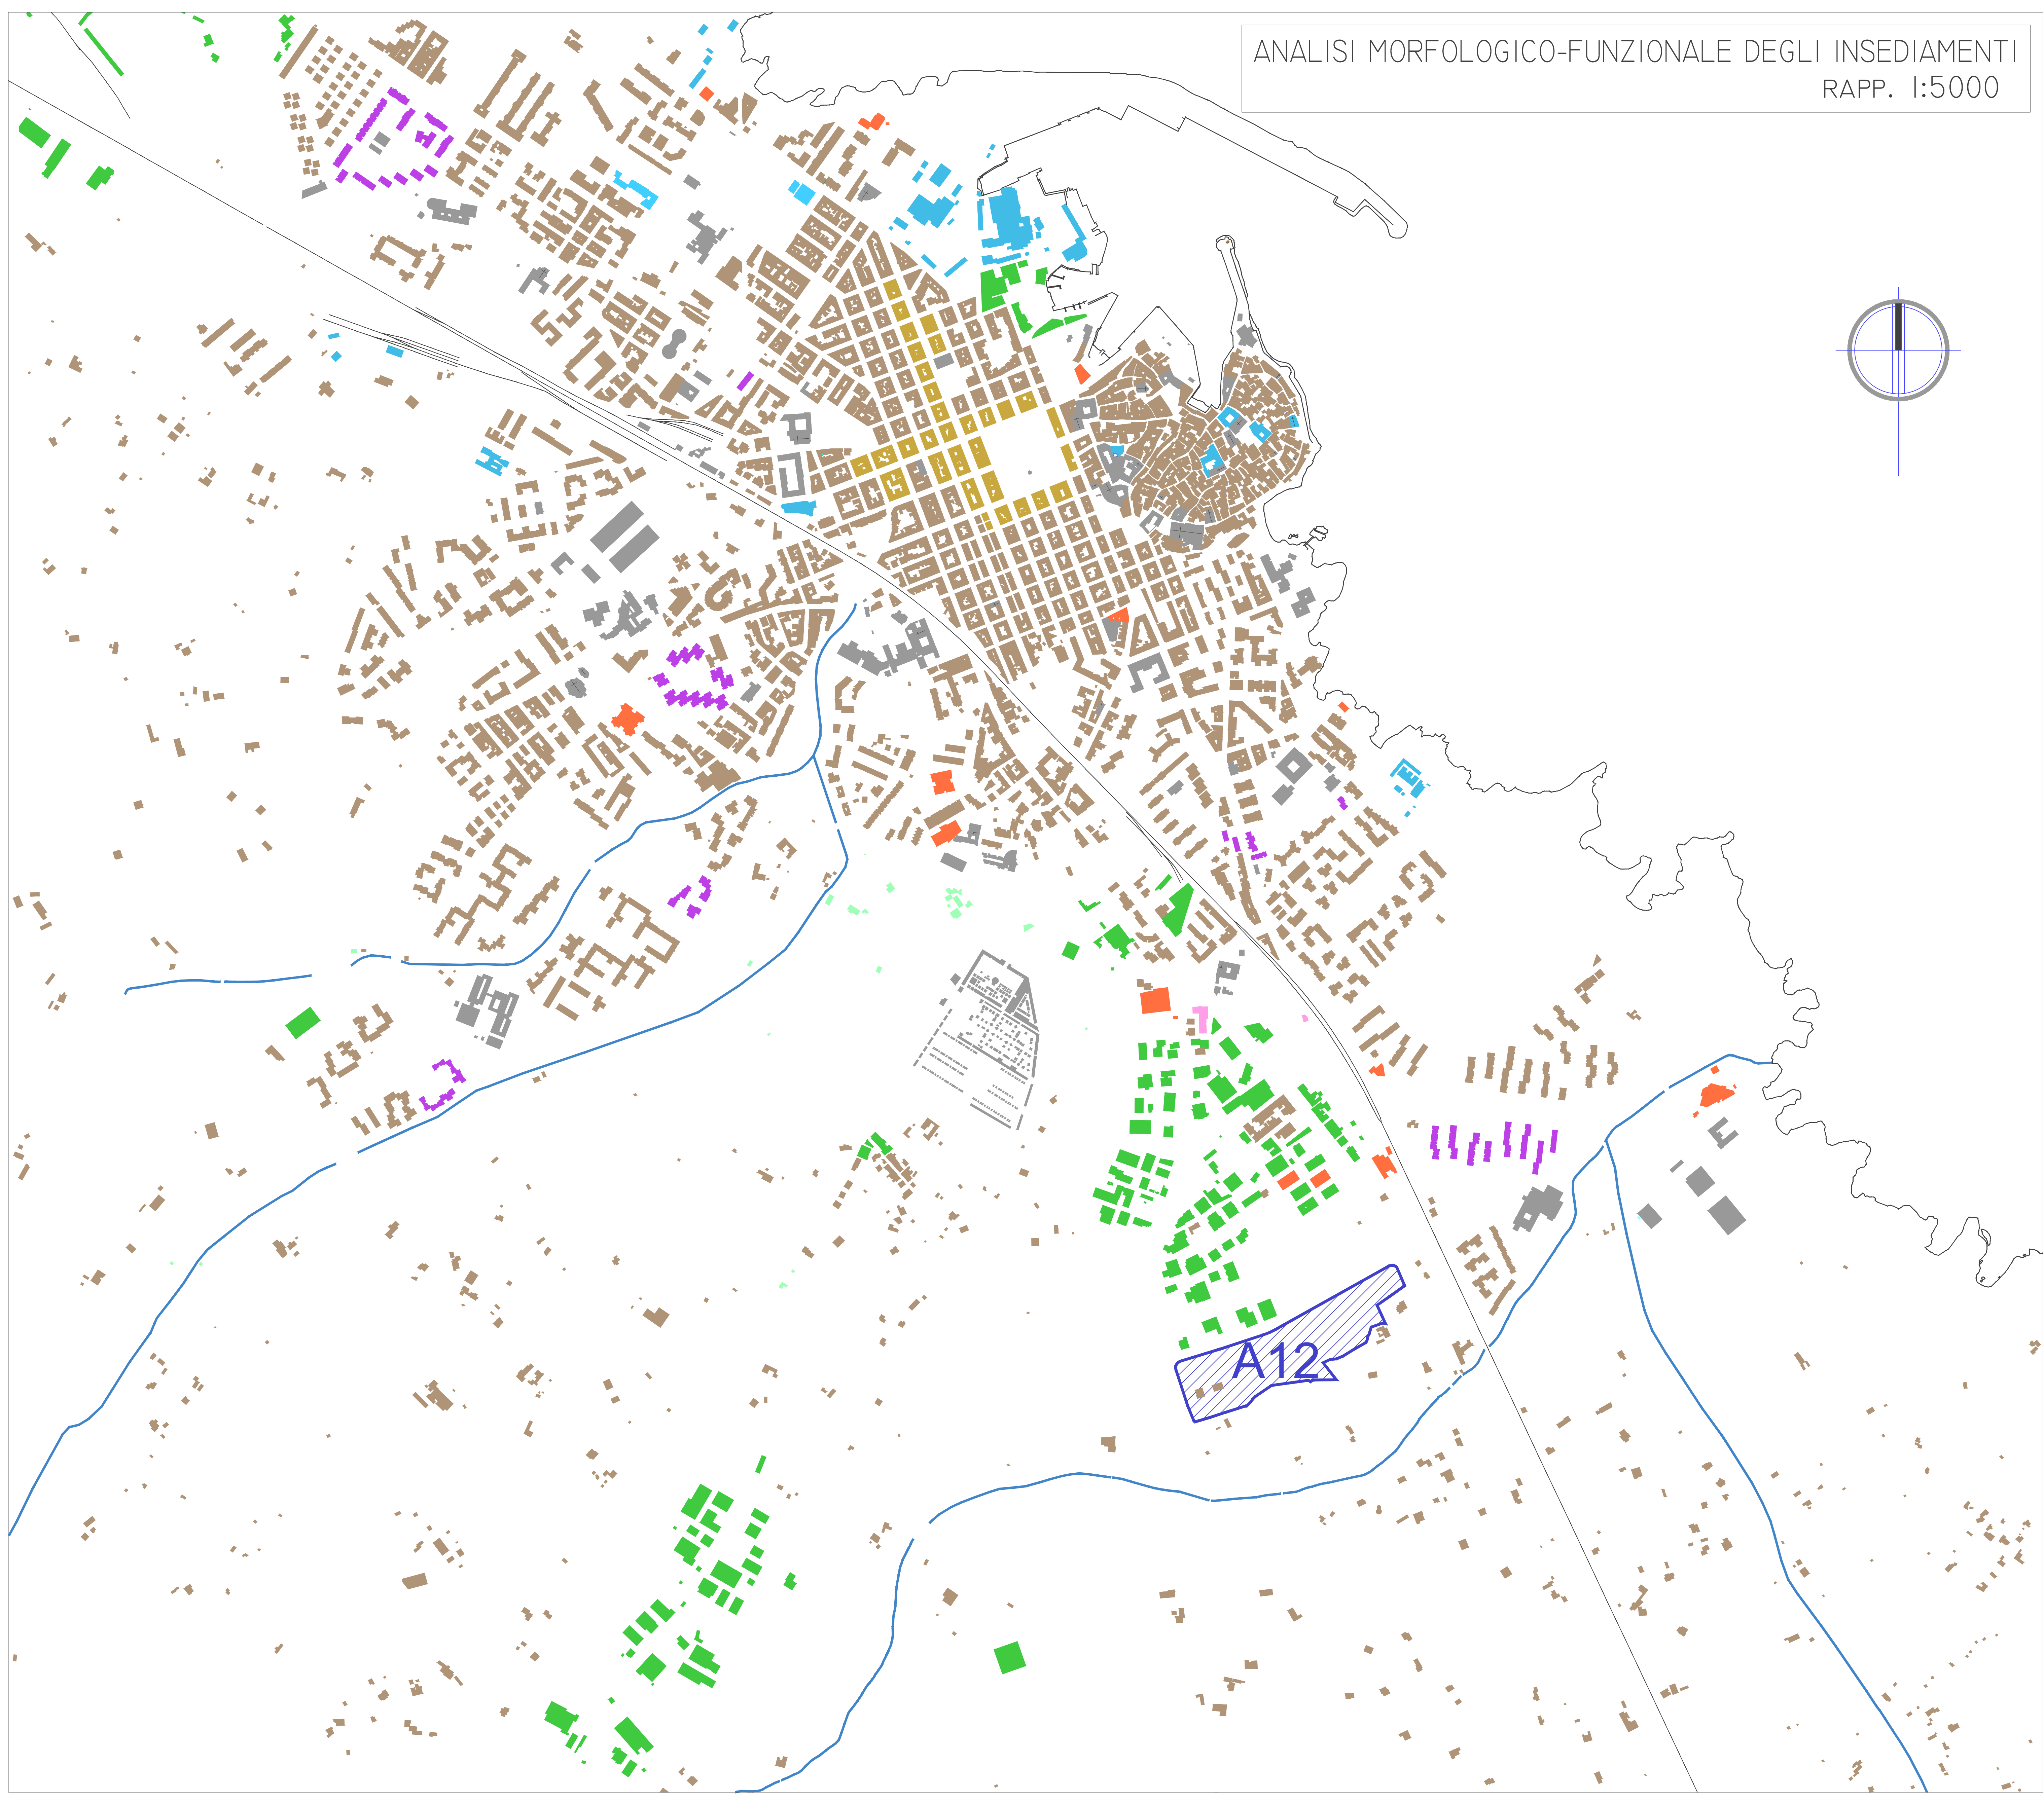 ANALISI MORFOLOGICO-FUNZIONALE DEGLI INSEDIAMENTI
RAPP. 1:5000
A12